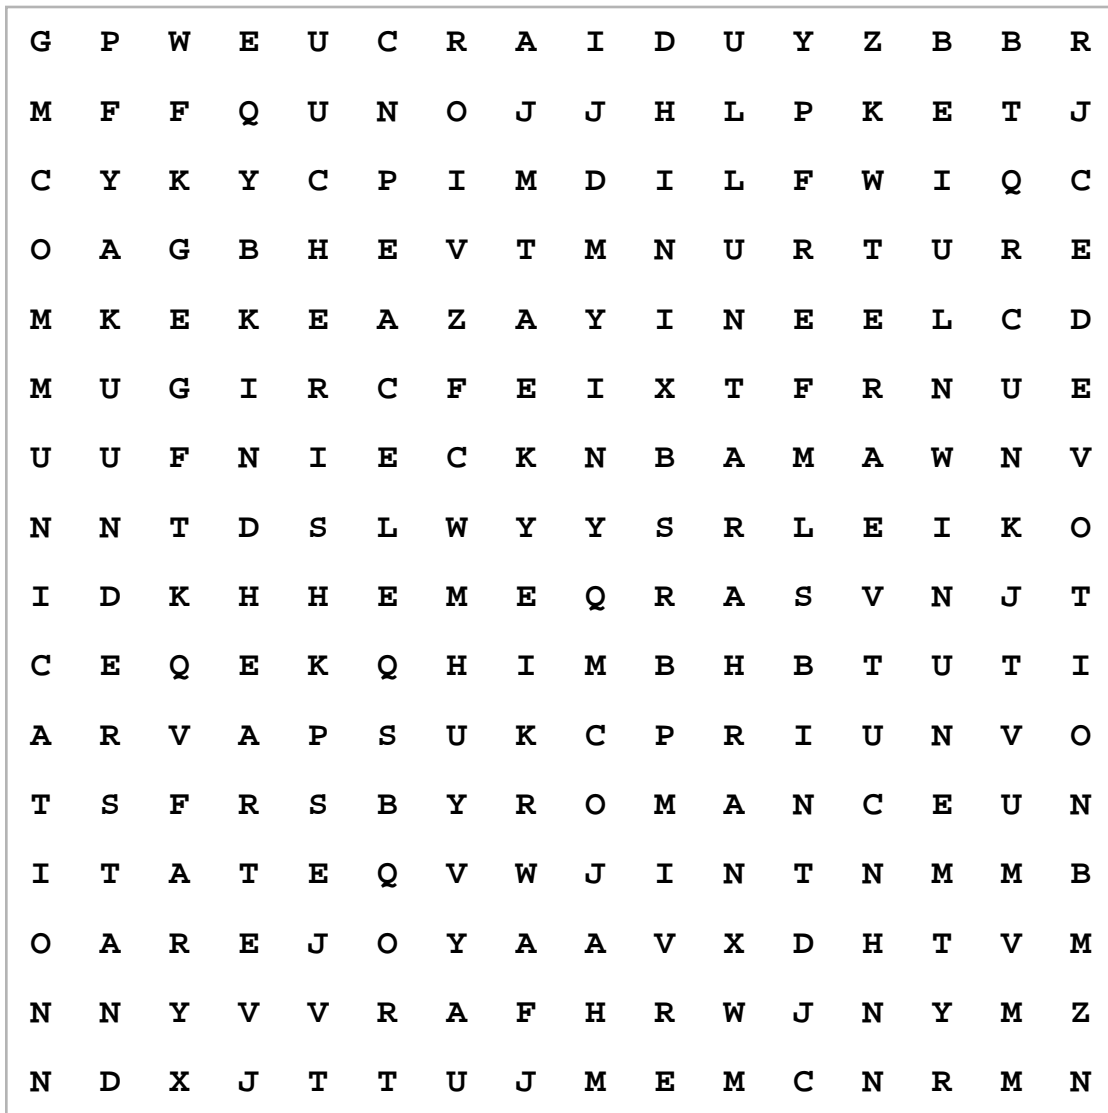 G P W E U C R A I D U Y Z B B R
M F F Q U N O J J H L P K E T J
C Y K Y C P I M D I L F W I Q C
O A G B H E V T M N U R T U R E
M K E K E A Z A Y I N E E L C D
M U G I R C F E I X T F R N U E
U U F N I E C K N B A M A W N V
N N T D S L W Y Y S R L E I K O
I D K H H E M E Q R A S V N J T
C E Q E K Q H I M B H B T U T I
A R V A P S U K C P R I U N V O
T S F R S B Y R O M A N C E U N
I T A T E Q V W J I N T N M M B
O A R E J O Y A A V X D H T V M
N N Y V V R A F H R W J N Y M Z
N D X J T T U J M E M C N R M N